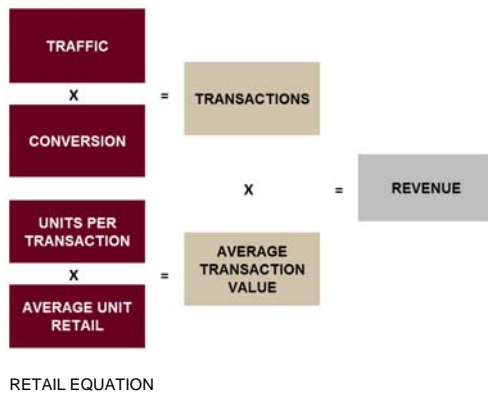 TRAFFIC
X
CONVERSION
=
TRANSACTIONS
UNITS PER
TRANSACTION
X
AVERAGE UNIT
RETAIL
=
AVERAGE
TRANSACTION
VALUE
X
=
REVENUE
RETAIL EQUATION